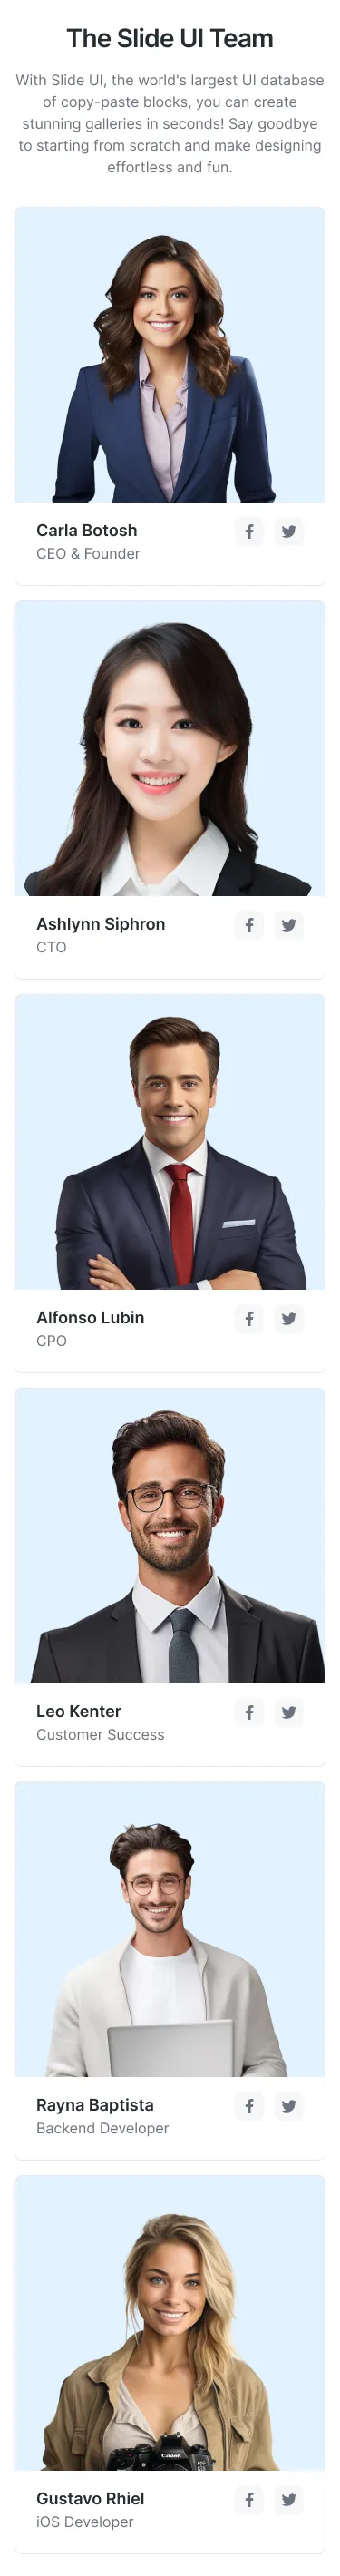 The Slide UI Team
With Slide UI, the world's largest UI database
of copy-paste blocks, you can create
stunning galleries in seconds! Say goodbye
to starting from scratch and make designing
effortless and fun.
Carla Botosh
CEO & Founder
Ashlynn Siphron
CTO
Alfonso Lubin
CPO
Leo Kenter
Customer Success
Rayna Baptista
Backend Developer
Canon
Gustavo Rhiel
iOS Developer